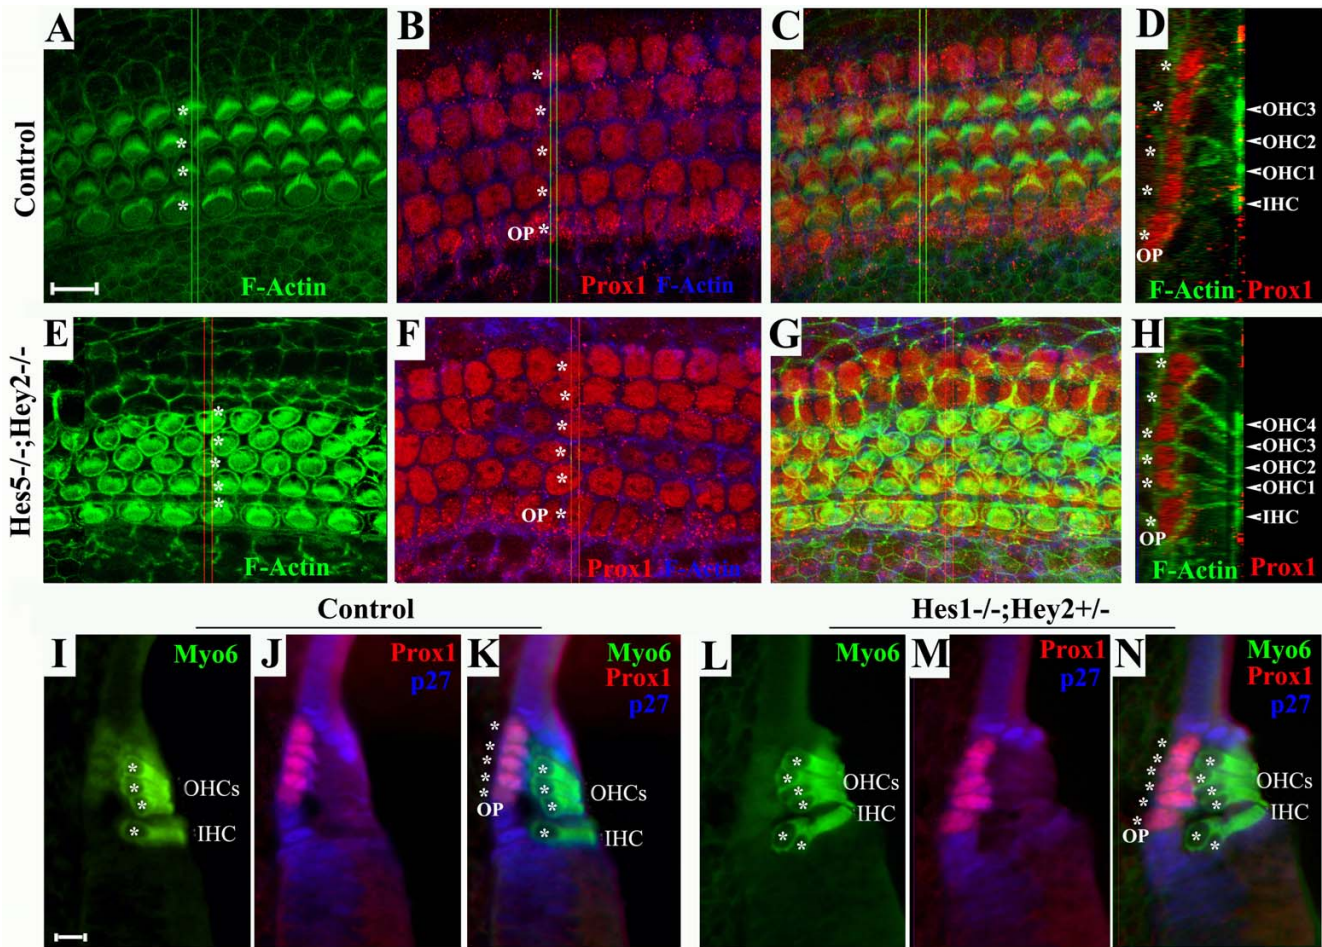 A
B
C
D
Control
*
*
*
*
*
*
*
*
OP *
*
*
*
*
*
OP
OHC3
OHC2
OHC1
IHC
F-Actin
Prox1 F-Actin
F-Actin Prox1
E
F
G
H
Hes5-/-;Hey2-/-
*
*
*
*
*
*
*
*
*
*
OP *
*
*
*
*
*
OP
OHC4
OHC3
OHC2
OHC1
IHC
F-Actin
Prox1 F-Actin
F-Actin Prox1
Control
Hes1-/-;Hey2+/-
I
Myo6
*
*
*
*
OHCs
IHC
J
Prox1
p27
K
Myo6
Prox1
p27
*
*
*
*
*
OP
*
*
*
*
OHCs
IHC
L
Myo6
*
*
*
*
*
*
OHCs
IHC
M
Prox1
p27
N
Myo6
Prox1
p27
*
*
*
*
*
*
OP
*
*
*
*
*
*
OHCs
IHC